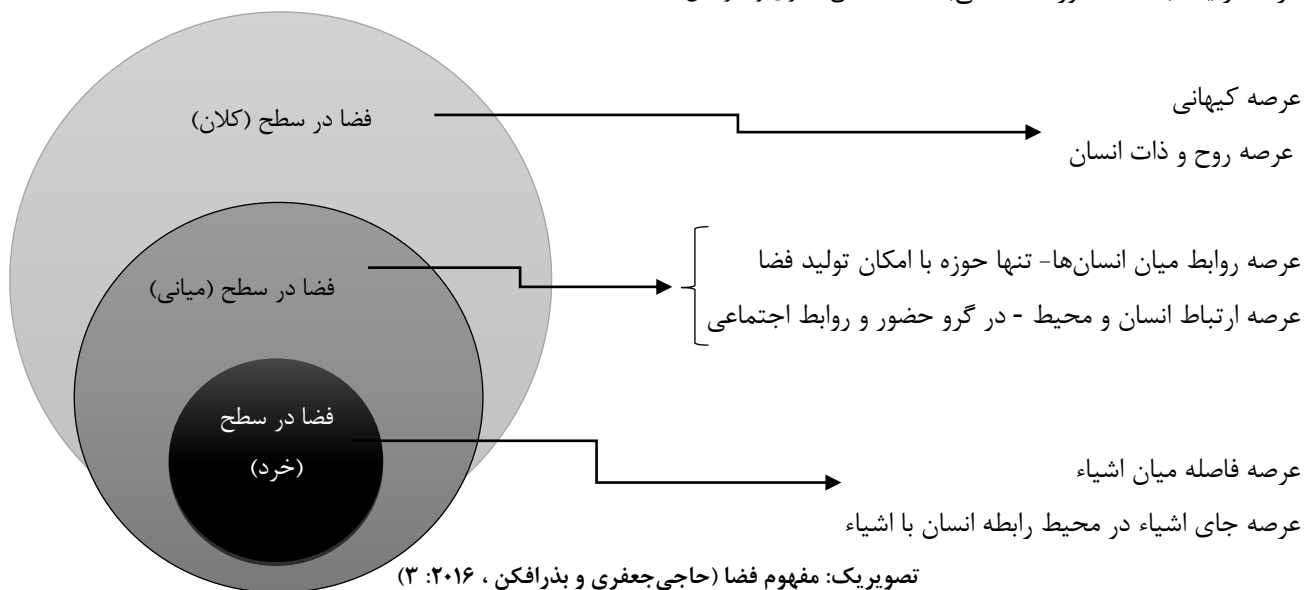 فضا در سطح (کلان)
عرصه کیهانی
عرصه روح و ذات انسان
فضا در سطح (میانی)
عرصه روابط میان انسان‌ها- تنها حوزه با امکان تولید فضا
عرصه ارتباط انسان و محیط - در گرو حضور و روابط اجتماعی
فضا در سطح
(خرد)
عرصه فاصله میان اشیاء
عرصه جای اشیاء در محیط رابطه انسان با اشیاء
تصویریک: مفهوم فضا (حاجی‌جعفری و بذرافکن ، ۲۰۱۶: ۳)